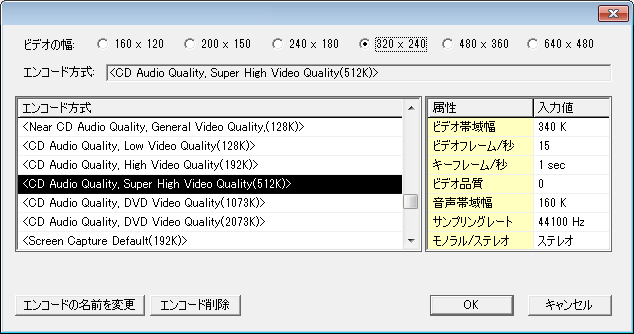 ビデオの幅: 160 x 120 200 x 150 240 x 180 320 x 240 480 x 360 640 x 480
エンコード方式: <CD Audio Quality, Super High Video Quality(512K)>
エンコード方式
<Near CD Audio Quality, General Video Quality,(128K)>
<CD Audio Quality, Low Video Quality(128K)>
<CD Audio Quality, High Video Quality(192K)>
<CD Audio Quality, Super High Video Quality(512K)>
<CD Audio Quality, DVD Video Quality(1073K)>
<CD Audio Quality, DVD Video Quality(2073K)>
<Screen Capture Default(192K)>
属性 入力値
ビデオ帯域幅 340 K
ビデオフレーム/秒 15
キーフレーム/秒 1 sec
ビデオ品質 0
音声帯域幅 160 K
サンプリングレート 44100 Hz
モノラル/ステレオ ステレオ
エンコードの名前を変更 エンコード削除 OK キャンセル